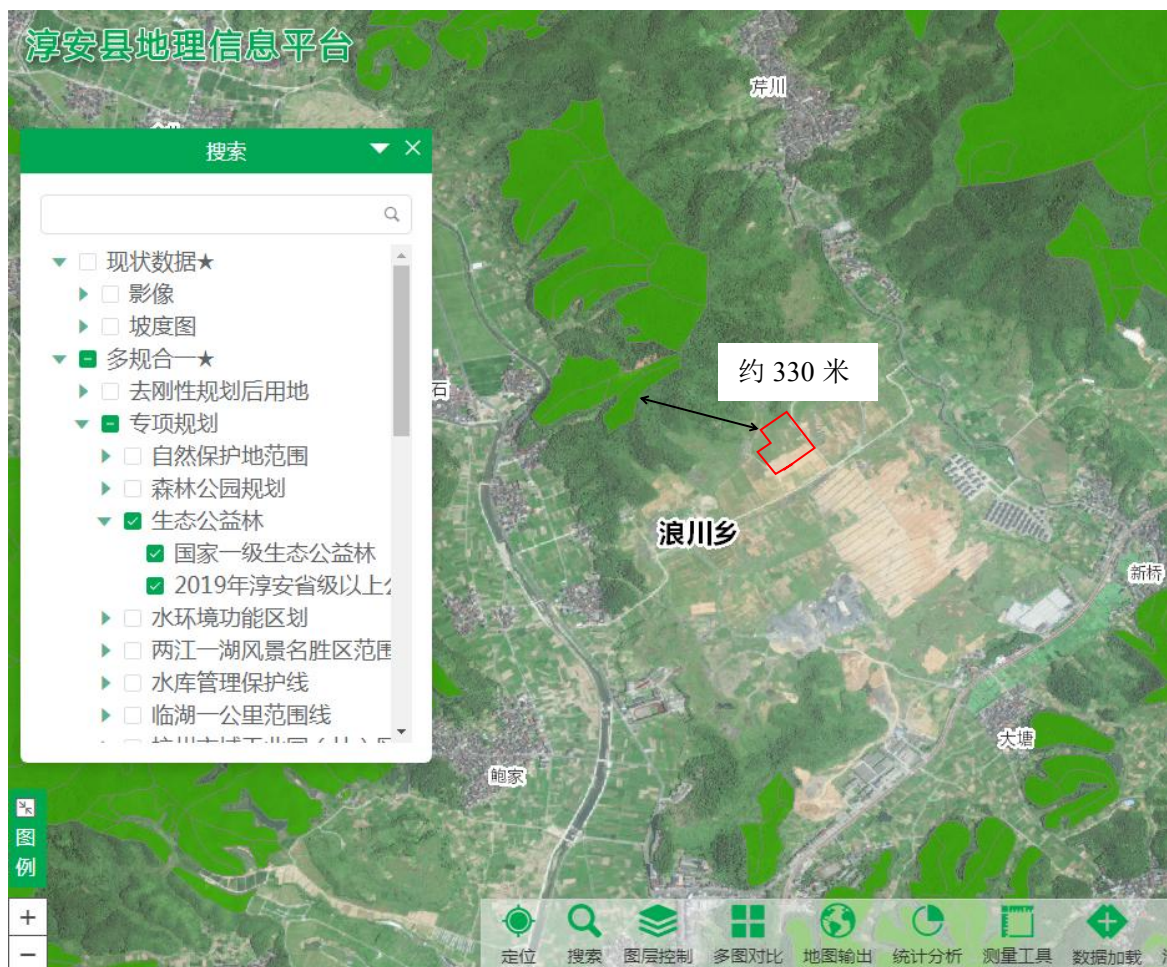 淳安县地理信息平台
芹川
搜索
现状数据★
影像
坡度图
多规合一★
去刚性规划后用地
专项规划
自然保护地范围
森林公园规划
生态公益林
国家一级生态公益林
2019年淳安省级以上
水环境功能区划
两江一湖风景名胜区范围
水库管理保护线
临湖一公里范围线
约 330 米
石
浪川乡
新桥
大塘
鲍家
图
例
+
−
定位
搜索
图层控制
多图对比
地图输出
统计分析
测量工具
数据加载